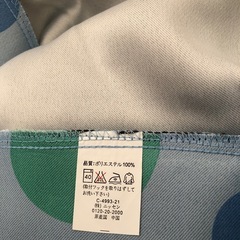 品質:ポリエステル100%
40
(取付フックを取はずして
お洗い下さい)
C-4993-21
(株) ニッセン
0120-20-2000
原産国 中国